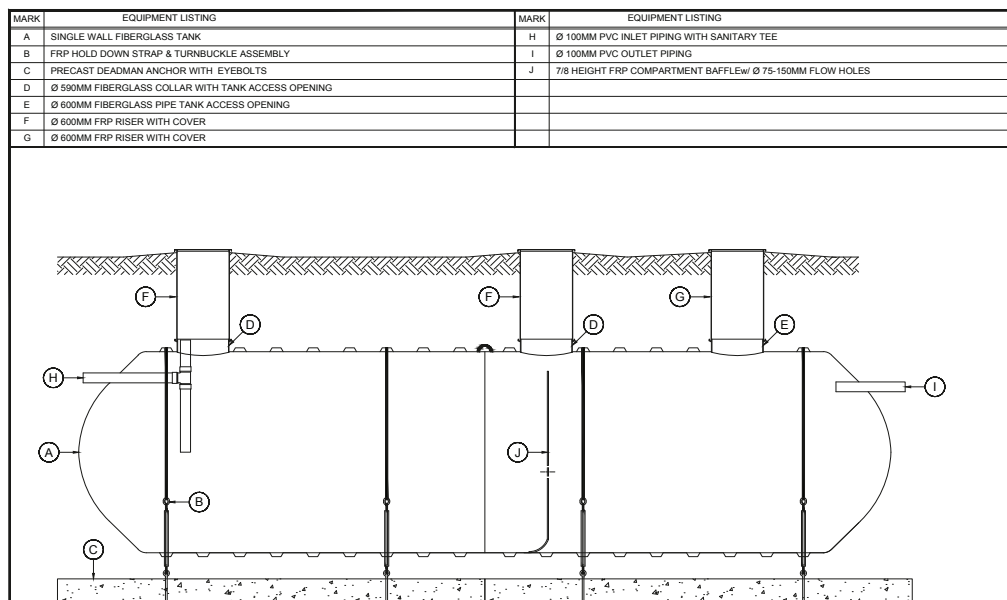 MARK EQUIPMENT LISTING MARK EQUIPMENT LISTING
A SINGLE WALL FIBERGLASS TANK H Ø 100MM PVC INLET PIPING WITH SANITARY TEE
B FRP HOLD DOWN STRAP & TURNBUCKLE ASSEMBLY I Ø 100MM PVC OUTLET PIPING
C PRECAST DEADMAN ANCHOR WITH EYEBOLTS J 7/8 HEIGHT FRP COMPARTMENT BAFFLEw/ Ø 75-150MM FLOW HOLES
D Ø 590MM FIBERGLASS COLLAR WITH TANK ACCESS OPENING
E Ø 600MM FIBERGLASS PIPE TANK ACCESS OPENING
F Ø 600MM FRP RISER WITH COVER
G Ø 600MM FRP RISER WITH COVER
F F G
D D E
H I
A J
B
C